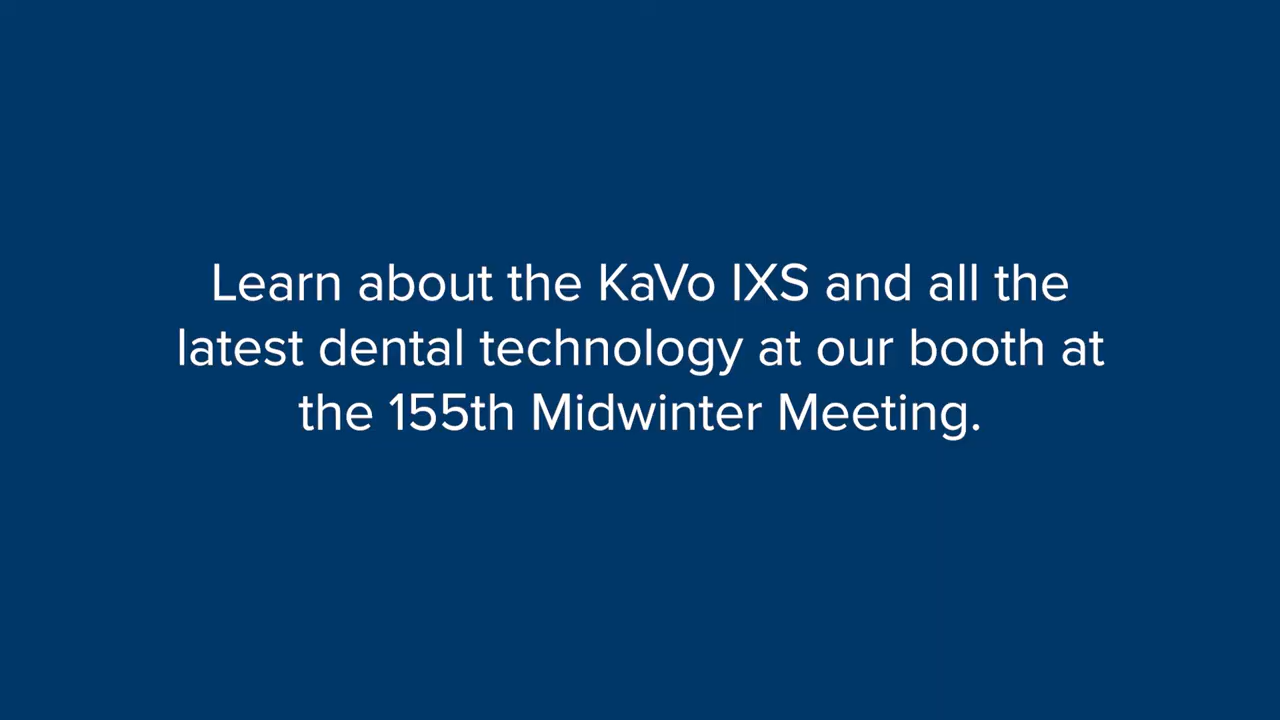 Learn about the KaVo IXS and all the
latest dental technology at our booth at
the 155th Midwinter Meeting.